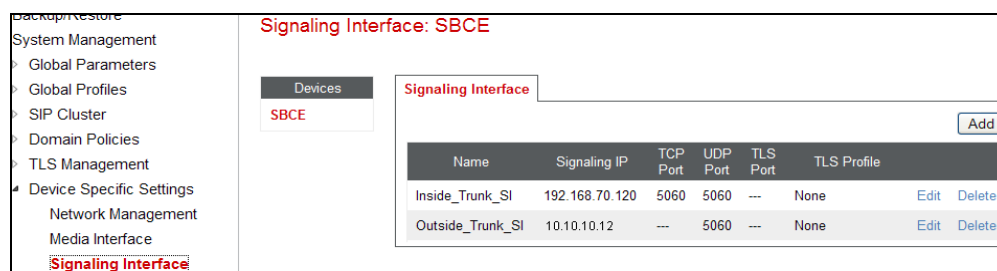 Backup/Restore
System Management
Global Parameters
Global Profiles
SIP Cluster
Domain Policies
TLS Management
Device Specific Settings
Network Management
Media Interface
Signaling Interface
Signaling Interface: SBCE
Devices
SBCE
Signaling Interface
Add
Name Signaling IP TCP Port UDP Port TLS Port TLS Profile
Inside_Trunk_SI 192.168.70.120 5060 5060 --- None Edit Delete
Outside_Trunk_SI 10.10.10.12 --- 5060 --- None Edit Delete